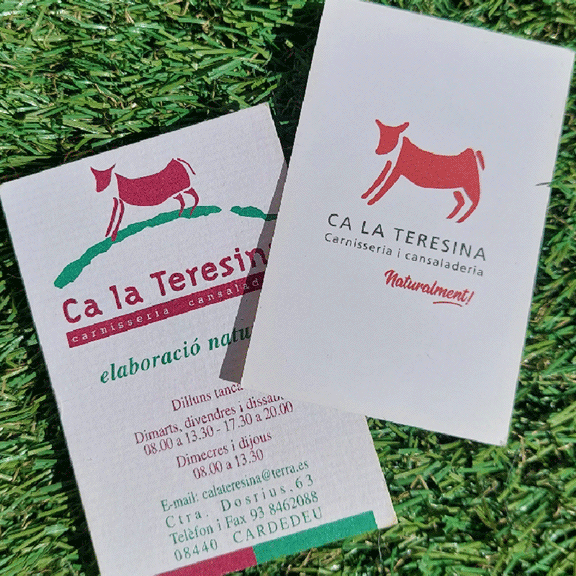 Ca la Teresin
carnisseria cansalad
elaboració natu
Dilluns tanca
Dimarts, divendres i dissab
08.00 a 13.30 - 17.30 a 20.00
Dimecres i dijous
08.00 a 13.30
E-mail: calateresina@terra.es
Ctra. Dosrius, 63
Telèfon i Fax 93 8462088
08440 CARDEDEU
CA LA TERESINA
Carnisseria i cansaladeria
Naturalment!